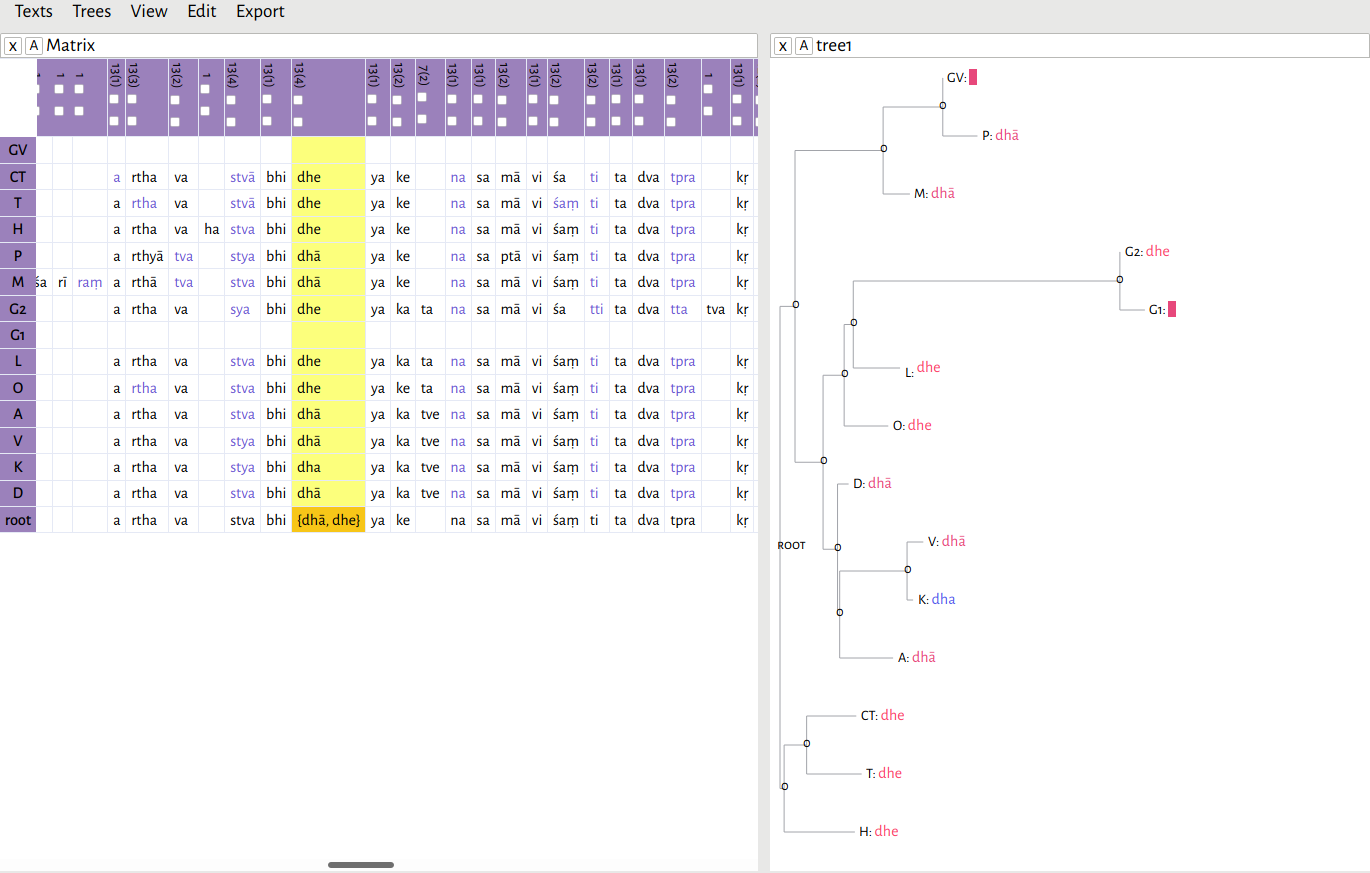 Texts Trees View Edit Export
X A Matrix
1 1 1 13(1) 13(3) 13(2) 1 13(4) 13(1) 13(4) 13(1) 13(2) 7(2) 13(1) 13(1) 13(2) 13(1) 13(2) 13(2) 13(1) 13(1) 13(2) 1 13(1)
GV
CT a rtha va stvā bhi dhe ya ke na sa mā vi śa ti ta dva tpra kṛ
T a rtha va stvā bhi dhe ya ke na sa mā vi śaṃ ti ta dva tpra kṛ
H a rtha va ha stva bhi dhe ya ke na sa mā vi śaṃ ti ta dva tpra kṛ
P a rthyā tva stya bhi dhā ya ke na sa ptā vi śaṃ ti ta dva tpra kṛ
M śa rī raṃ a rthā tva stva bhi dhā ya ke na sa mā vi śaṃ ti ta dva tpra kṛ
G2 a rtha va sya bhi dhe ya ka ta na sa mā vi śa tti ta dva tta tva kṛ
G1
L a rtha va stva bhi dhe ya ka ta na sa mā vi śaṃ ti ta dva tpra kṛ
O a rtha va stva bhi dhe ya ke ta na sa mā vi śaṃ ti ta dva tpra kṛ
A a rtha va stva bhi dhā ya ka tve na sa mā vi śaṃ ti ta dva tpra kṛ
V a rtha va stya bhi dhā ya ka tve na sa mā vi śaṃ ti ta dva tpra kṛ
K a rtha va stya bhi dha ya ka tve na sa mā vi śaṃ ti ta dva tpra kṛ
D a rtha va stva bhi dhā ya ka tve na sa mā vi śaṃ ti ta dva tpra kṛ
root a rtha va stva bhi {dhā, dhe} ya ke na sa mā vi śaṃ ti ta dva tpra kṛ
X A tree1
GV:
P: dhā
M: dhā
G2: dhe
G1:
L: dhe
O: dhe
D: dhā
V: dhā
ROOT
K: dha
A: dhā
CT: dhe
T: dhe
H: dhe